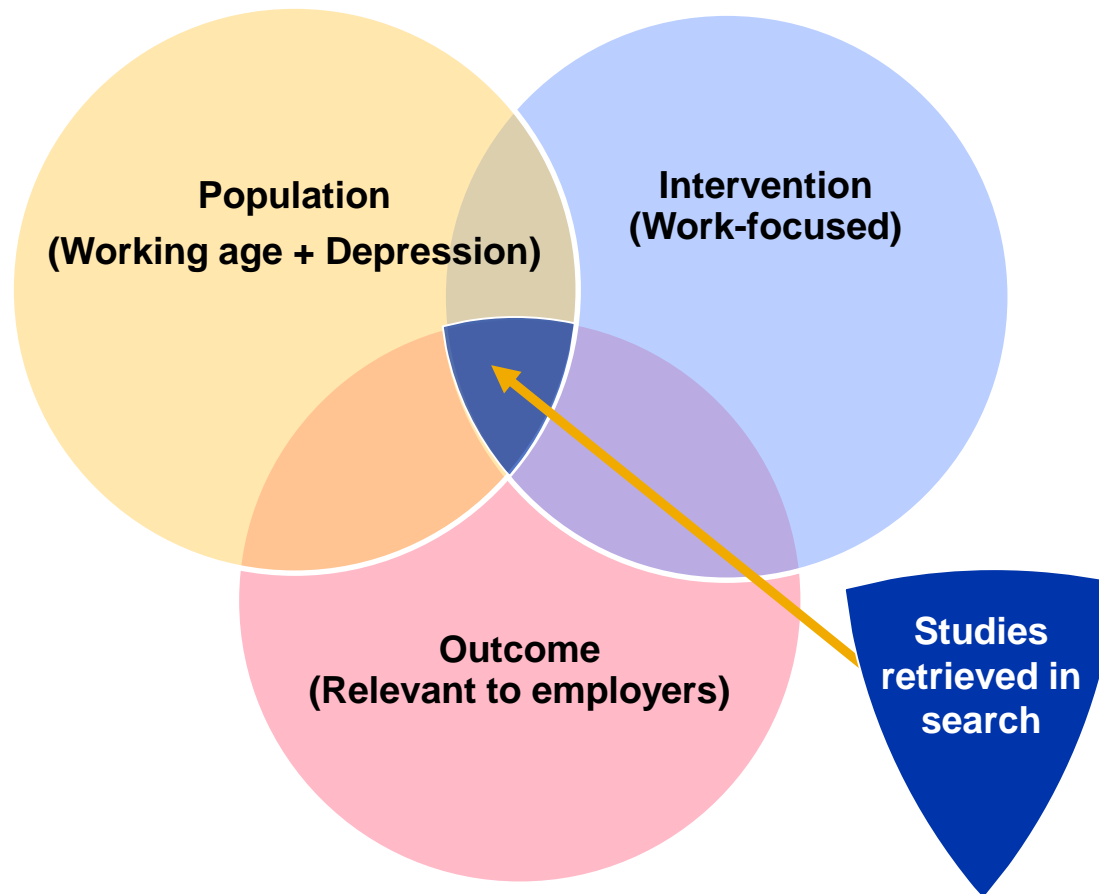 Population
(Working age + Depression)
Intervention
(Work-focused)
Outcome
(Relevant to employers)
Studies
retrieved in
search